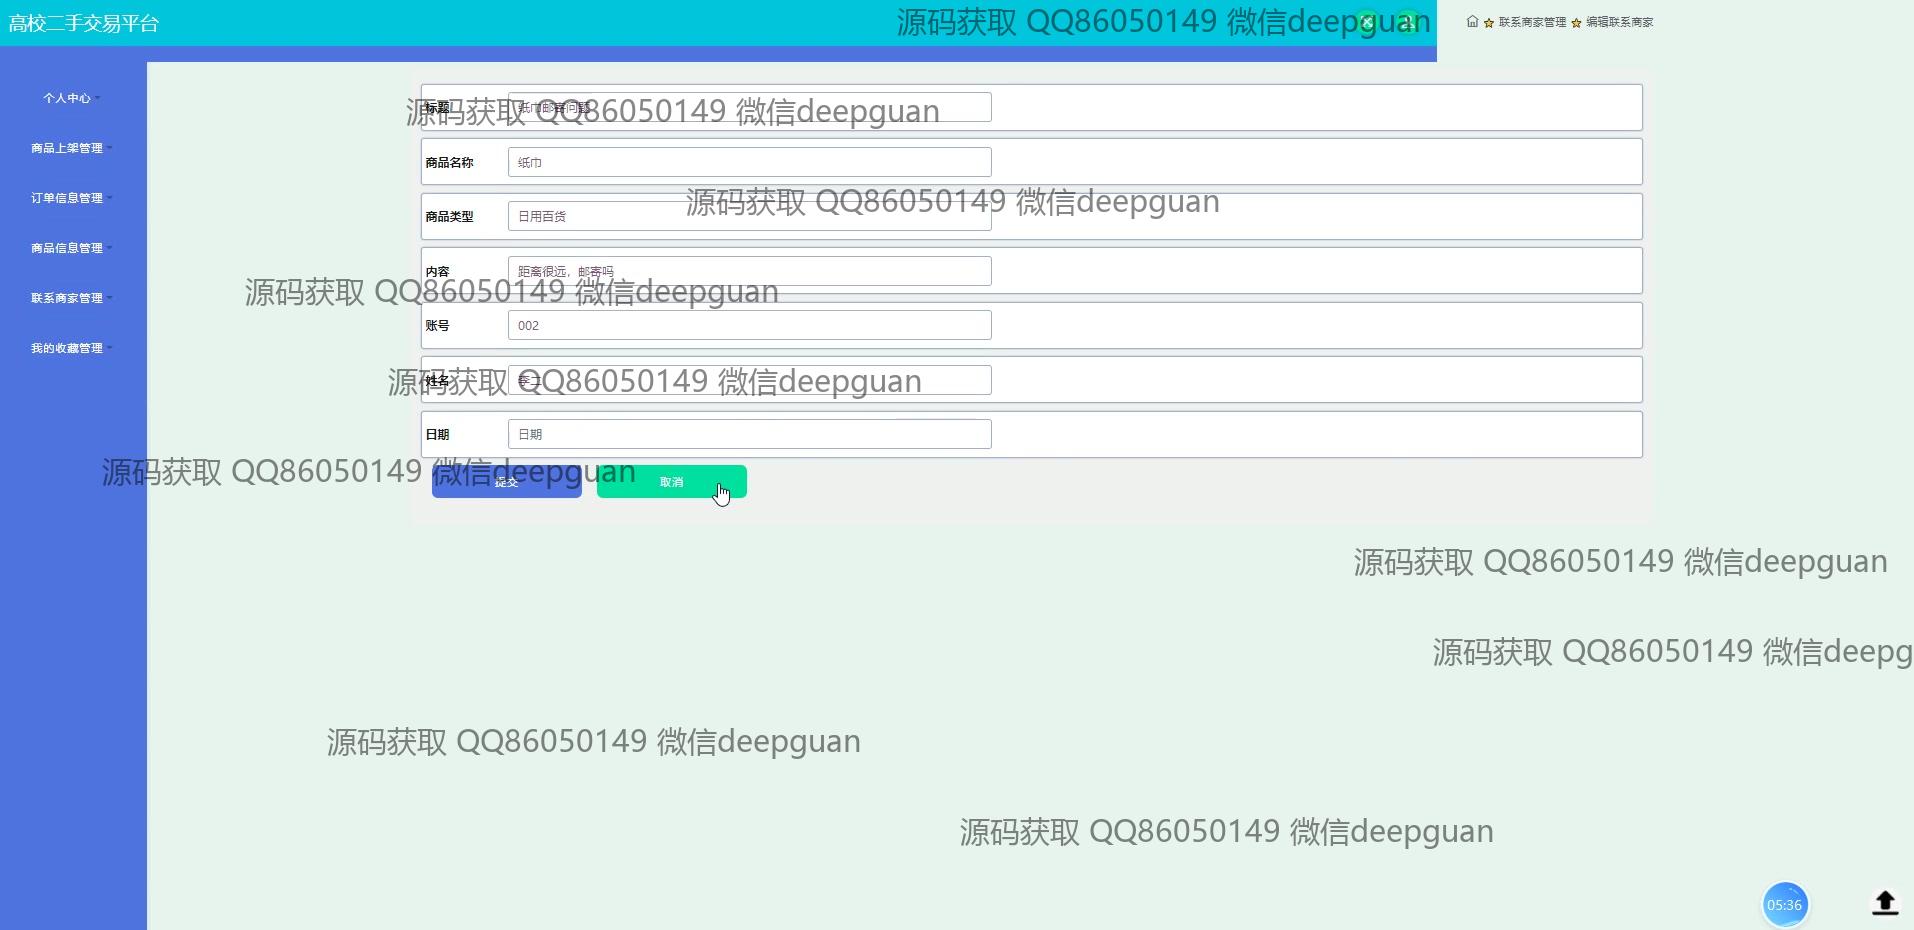 高校二手交易平台
源码获取 QQ86050149 微信deepguan
联系商家管理 编辑联系商家
个人中心
商品上架管理
订单信息管理
商品信息管理
联系商家管理
我的收藏管理
标题 纸巾邮寄问题
源码获取 QQ86050149 微信deepguan
商品名称 纸巾
源码获取 QQ86050149 微信deepguan
商品类型 日用百货
内容 距离很远，邮寄吗
源码获取 QQ86050149 微信deepguan
账号 002
姓名 李二
源码获取 QQ86050149 微信deepguan
日期 日期
源码获取 QQ86050149 微信deepguan
提交 取消
源码获取 QQ86050149 微信deepguan
源码获取 QQ86050149 微信deepg
源码获取 QQ86050149 微信deepguan
源码获取 QQ86050149 微信deepguan
05:36